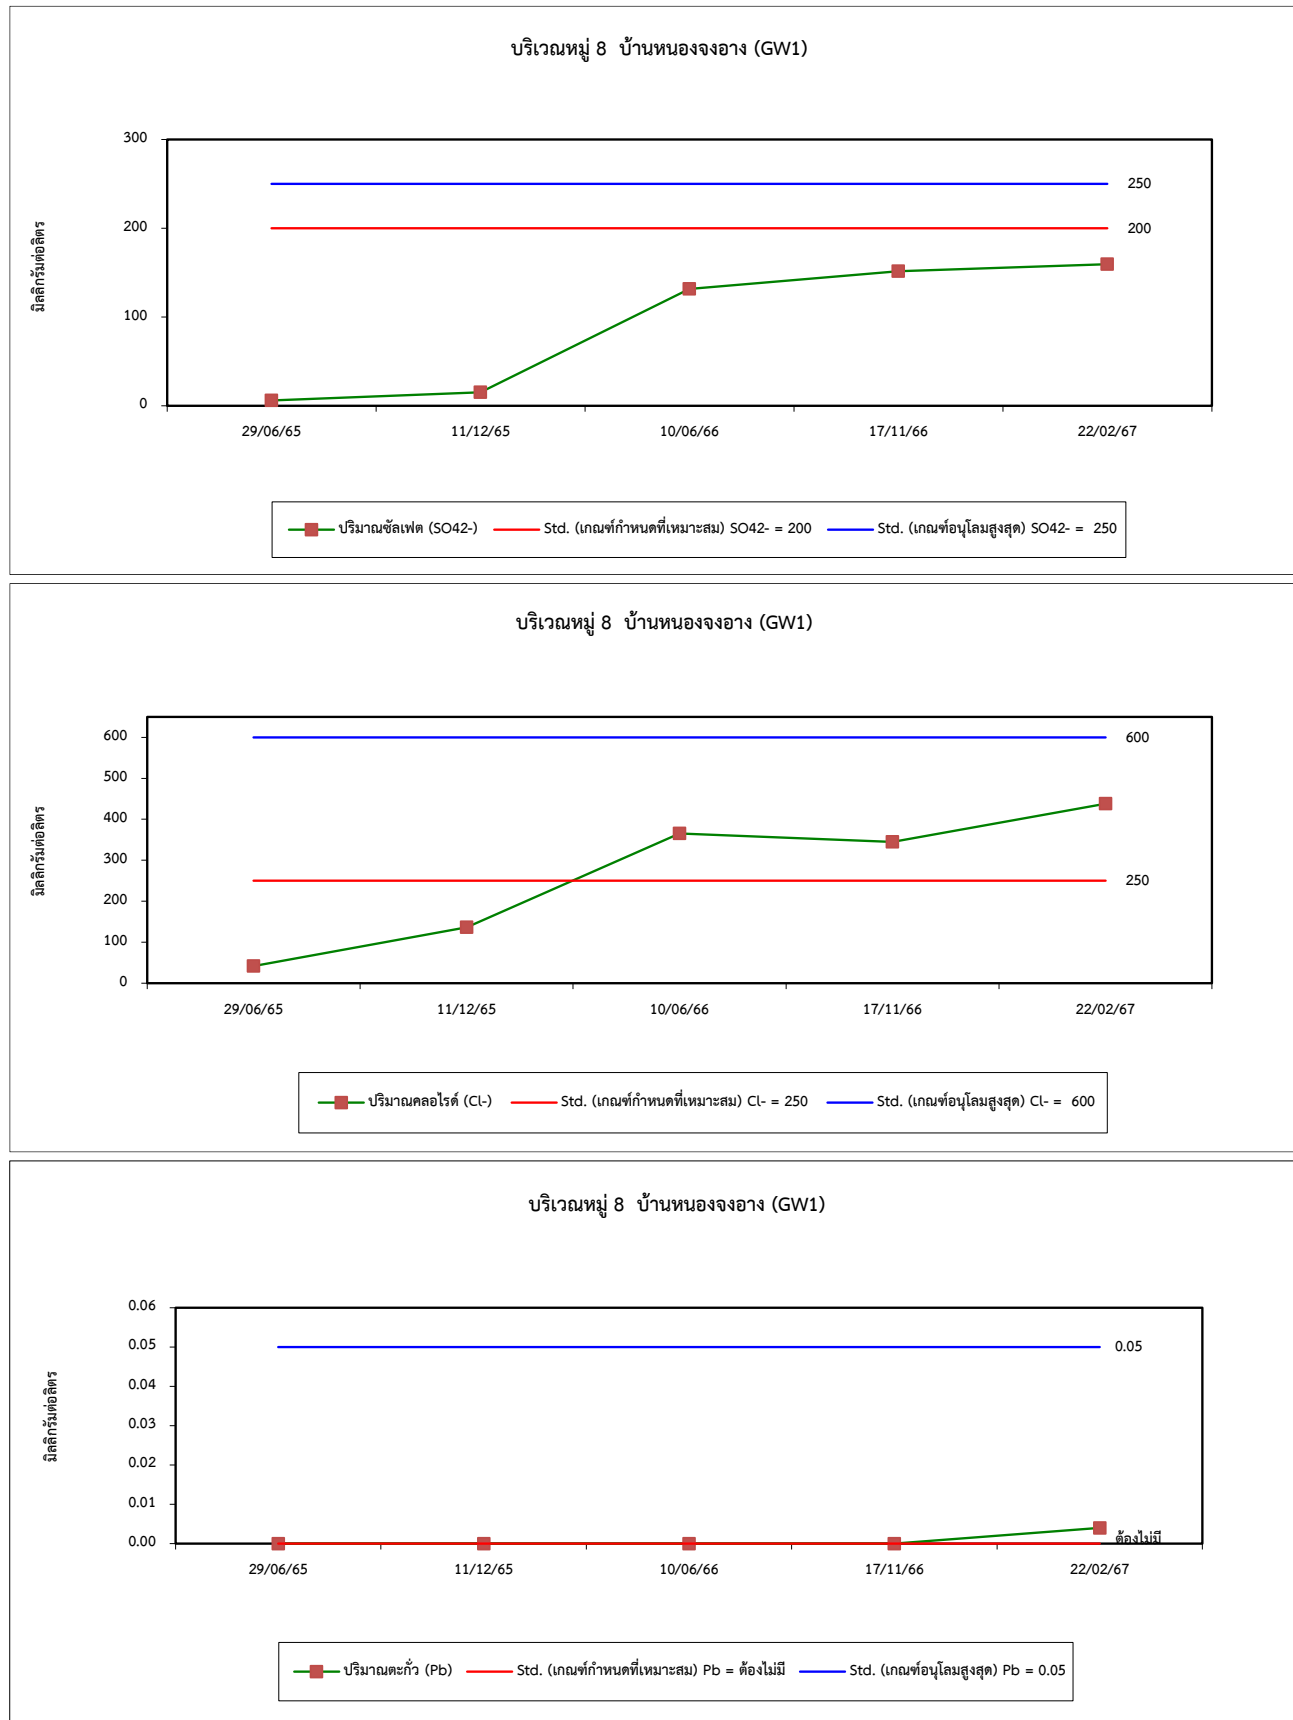 บริเวณหมู่ 8  บ้านหนองจงอาง (GW1)
300
250
200
200
มิลลิกรัมต่อลิตร
100
0
29/06/65 11/12/65 10/06/66 17/11/66 22/02/67
ปริมาณซัลเฟต (SO42-) Std. (เกณฑ์กำหนดที่เหมาะสม) SO42- = 200 Std. (เกณฑ์อนุโลมสูงสุด) SO42- =  250
บริเวณหมู่ 8  บ้านหนองจงอาง (GW1)
600
600
500
400
มิลลิกรัมต่อลิตร
300
250
200
100
0
29/06/65 11/12/65 10/06/66 17/11/66 22/02/67
ปริมาณคลอไรด์ (Cl-) Std. (เกณฑ์กำหนดที่เหมาะสม) Cl- = 250 Std. (เกณฑ์อนุโลมสูงสุด) Cl- =  600
บริเวณหมู่ 8  บ้านหนองจงอาง (GW1)
0.06
0.05
0.05
0.04
มิลลิกรัมต่อลิตร
0.03
0.02
0.01
0.00
ต้องไม่มี
29/06/65 11/12/65 10/06/66 17/11/66 22/02/67
ปริมาณตะกั่ว (Pb) Std. (เกณฑ์กำหนดที่เหมาะสม) Pb = ต้องไม่มี Std. (เกณฑ์อนุโลมสูงสุด) Pb = 0.05